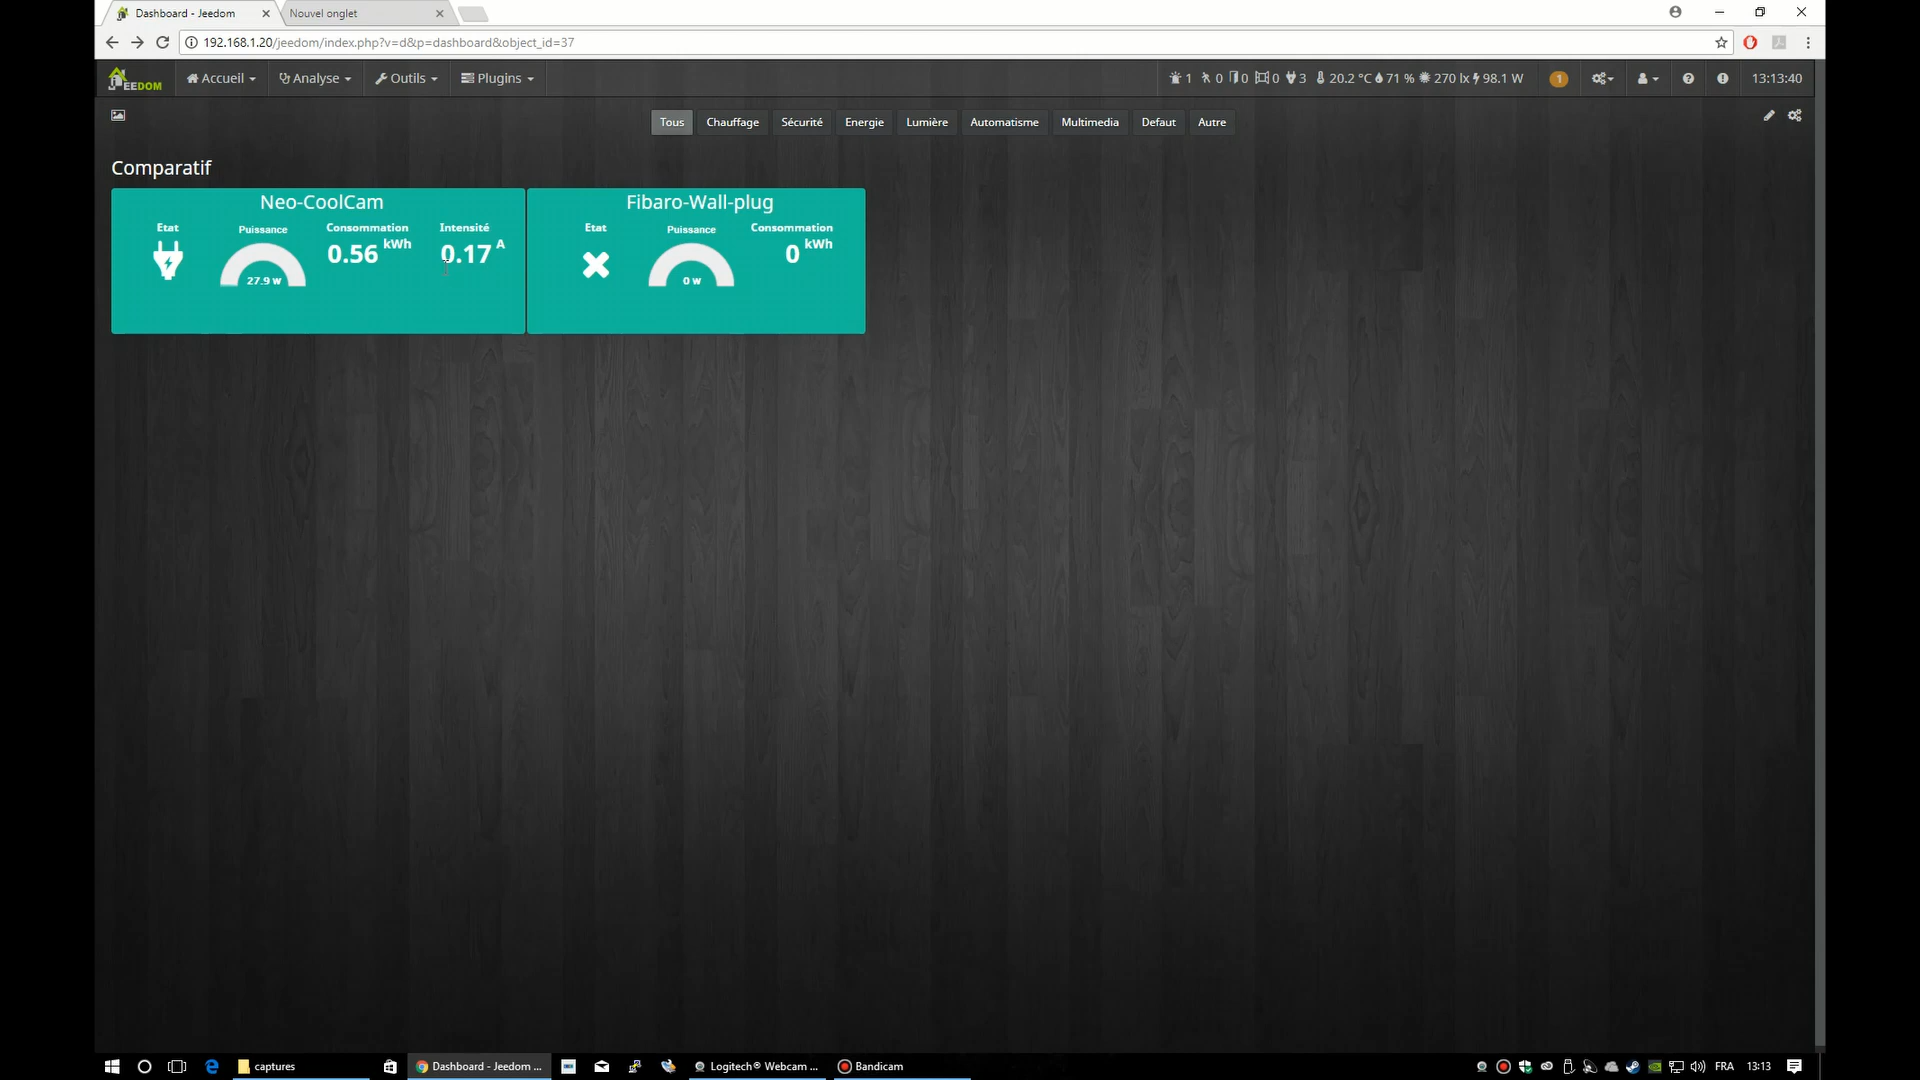 Dashboard - Jeedom
Nouvel onglet
192.168.1.20/jeedom/index.php?v=d&p=dashboard&object_id=37
JEEDOM
Accueil
Analyse
Outils
Plugins
1 0 0 0 3 20.2 °C 71 % 270 lx 98.1 W
1
13:13:40
Tous
Chauffage
Sécurité
Energie
Lumière
Automatisme
Multimedia
Defaut
Autre
Comparatif
Neo-CoolCam
Etat
Puissance
27.9 w
Consommation
0.56 kWh
Intensité
0.17 A
Fibaro-Wall-plug
Etat
Puissance
0 w
Consommation
0 kWh
captures
Dashboard - Jeedom ...
Logitech® Webcam ...
Bandicam
FRA
13:13